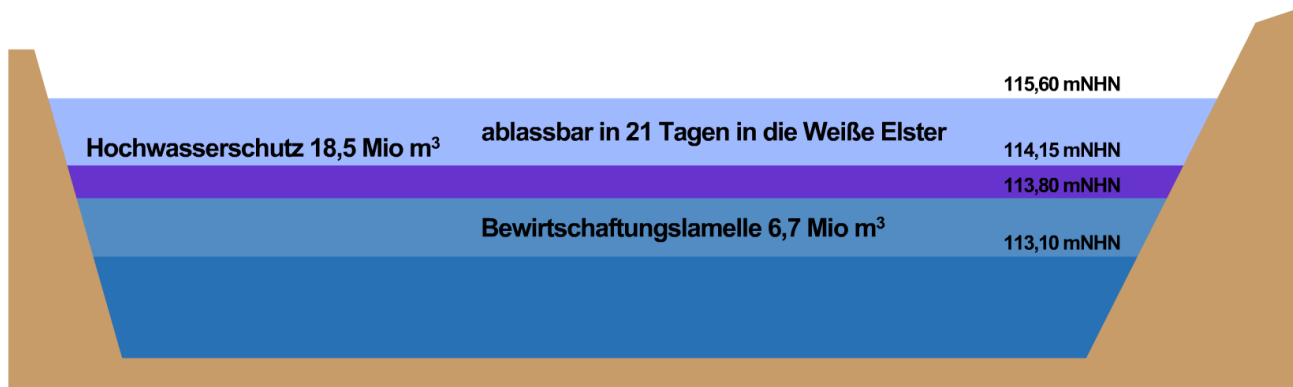 115,60 mNHN
ablassbar in 21 Tagen in die Weiße Elster
Hochwasserschutz 18,5 Mio m³
114,15 mNHN
113,80 mNHN
Bewirtschaftungslamelle 6,7 Mio m³
113,10 mNHN